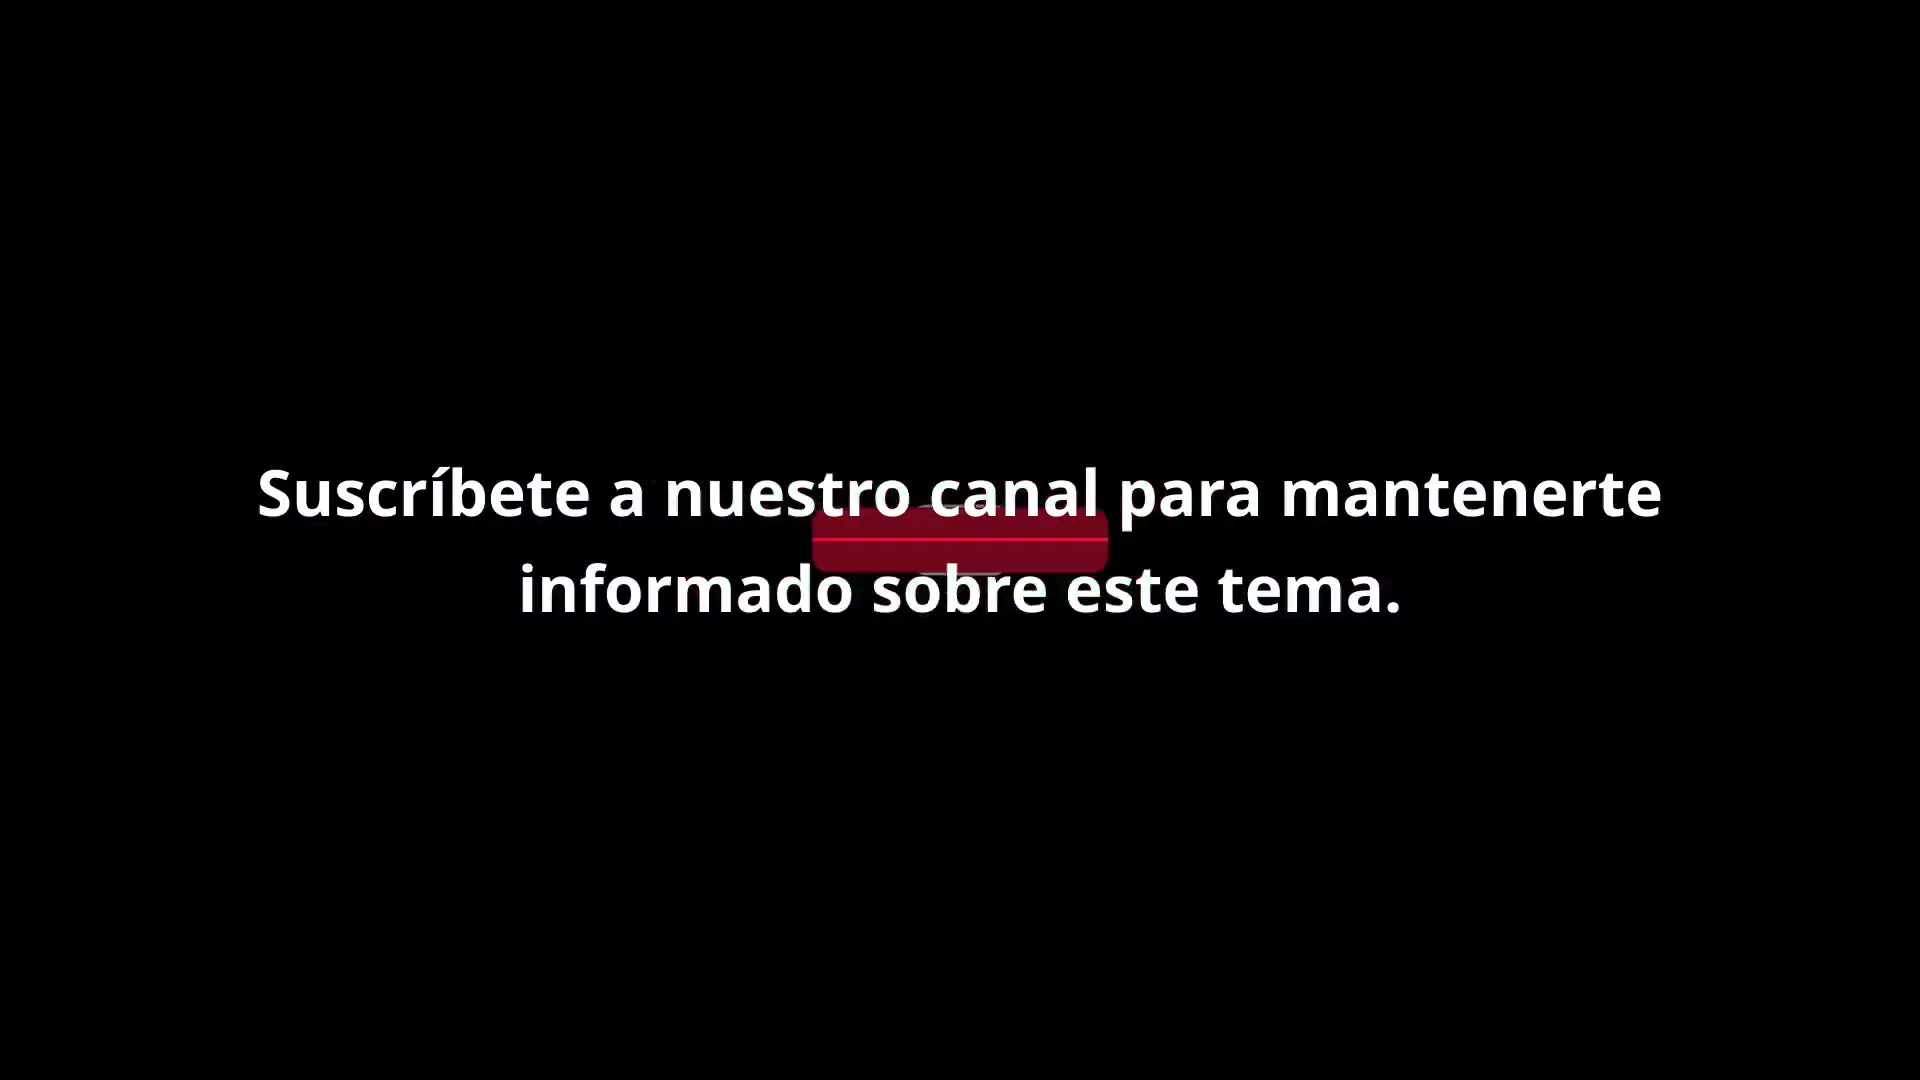 Suscríbete a nuestro canal para mantenerte
informado sobre este tema.